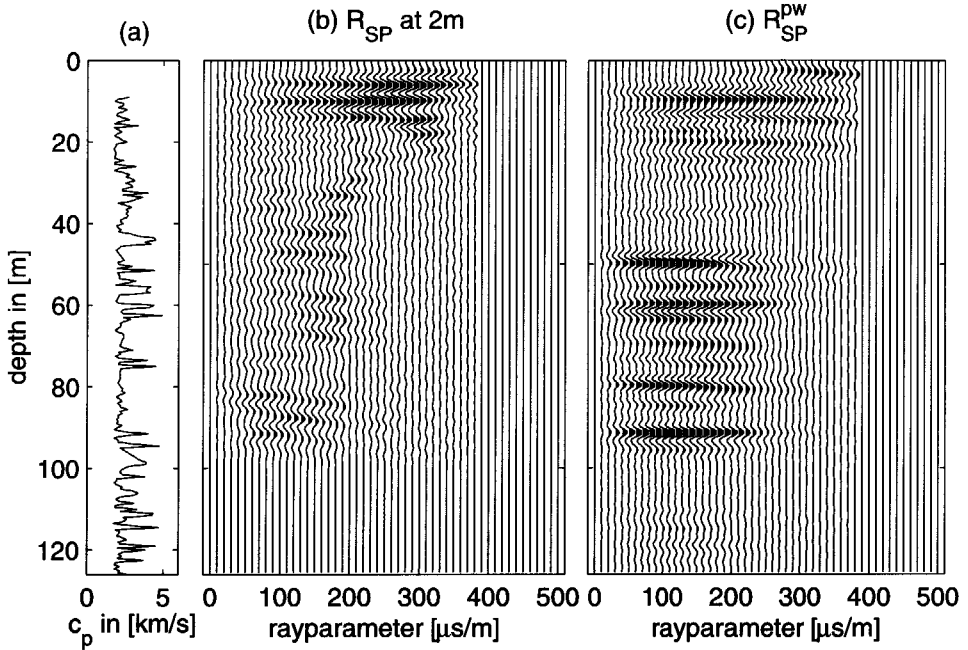 (a)
(b) R_SP at 2m
(c) R_SP^pw
depth in [m]
0
20
40
60
80
100
120
0 5
c_p in [km/s]
0 100 200 300 400 500
rayparameter [μs/m]
0 100 200 300 400 500
rayparameter [μs/m]